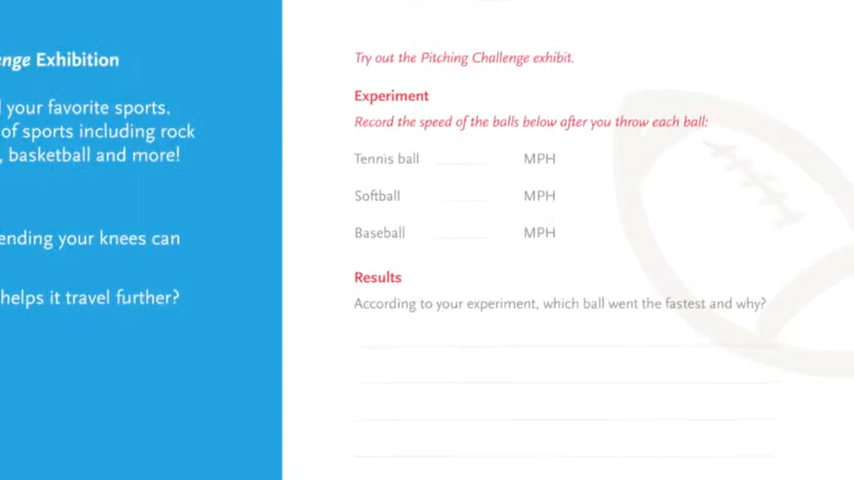 enge Exhibition
your favorite sports.
of sports including rock
, basketball and more!
ending your knees can
helps it travel further?
Try out the Pitching Challenge exhibit.
Experiment
Record the speed of the balls below after you throw each ball:
Tennis ball MPH
Softball MPH
Baseball MPH
Results
According to your experiment, which ball went the fastest and why?